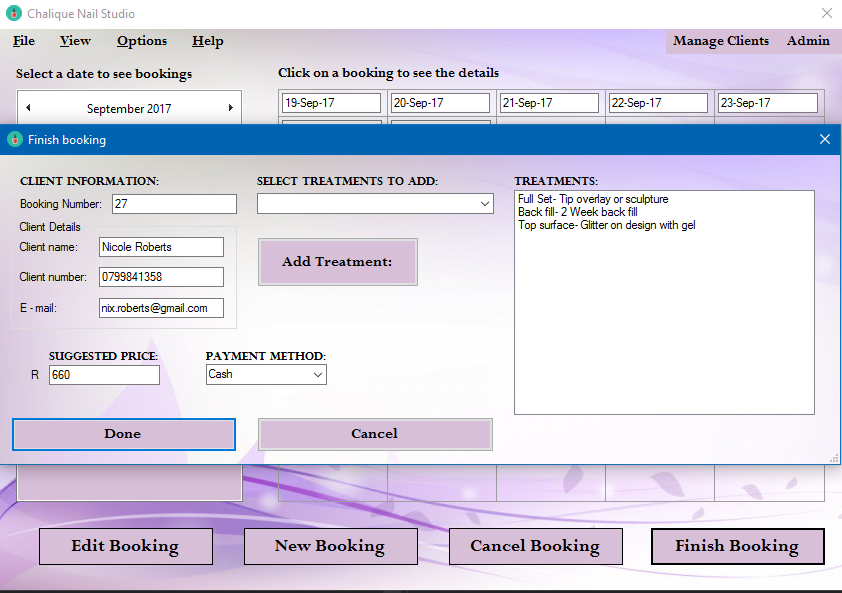 Chalique Nail Studio
File View Options Help Manage Clients Admin
Select a date to see bookings
Click on a booking to see the details
September 2017
19-Sep-17 20-Sep-17 21-Sep-17 22-Sep-17 23-Sep-17
Finish booking
CLIENT INFORMATION:
Booking Number: 27
Client Details
Client name: Nicole Roberts
Client number: 0799841358
E - mail: nix.roberts@gmail.com
SELECT TREATMENTS TO ADD:
Add Treatment:
TREATMENTS:
Full Set- Tip overlay or sculpture
Back fill- 2 Week back fill
Top surface- Glitter on design with gel
SUGGESTED PRICE:
R 660
PAYMENT METHOD:
Cash
Done
Cancel
Edit Booking
New Booking
Cancel Booking
Finish Booking